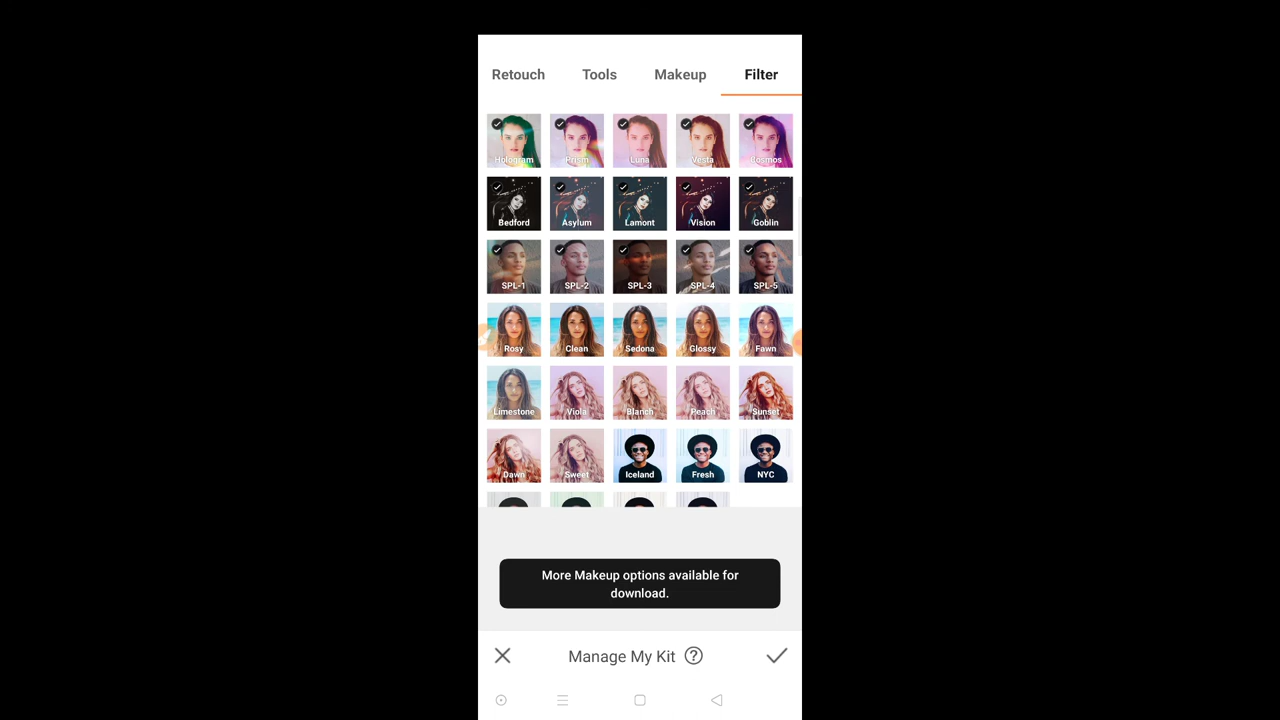 Retouch Tools Makeup Filter
Hologram Prism Luna Vesta Cosmos
Bedford Asylum Lamont Vision Goblin
SPL-1 SPL-2 SPL-3 SPL-4 SPL-5
Rosy Clean Sedona Glossy Fawn
Limestone Viola Blanch Peach Sunset
Dawn Sweet Iceland Fresh NYC
More Makeup options available for
download.
Manage My Kit ?